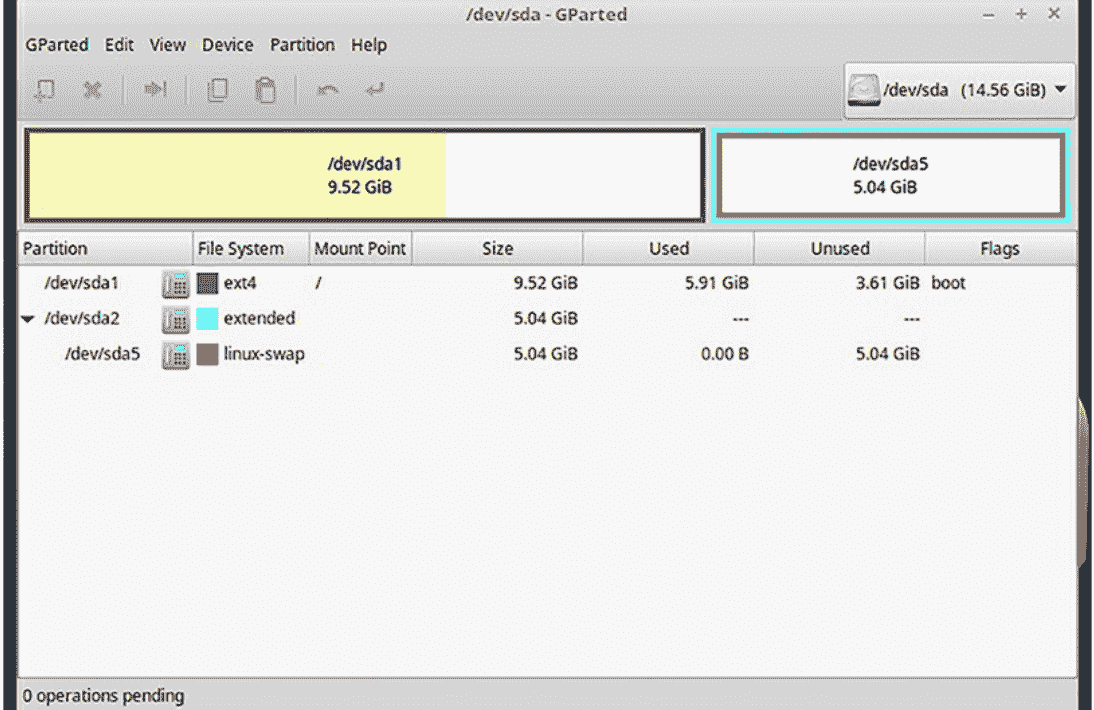 /dev/sda - GParted
GParted Edit View Device Partition Help
/dev/sda (14.56 GiB)
/dev/sda1
9.52 GiB
/dev/sda5
5.04 GiB
Partition File System Mount Point Size Used Unused Flags
/dev/sda1 ext4 / 9.52 GiB 5.91 GiB 3.61 GiB boot
/dev/sda2 extended 5.04 GiB --- ---
/dev/sda5 linux-swap 5.04 GiB 0.00 B 5.04 GiB
0 operations pending